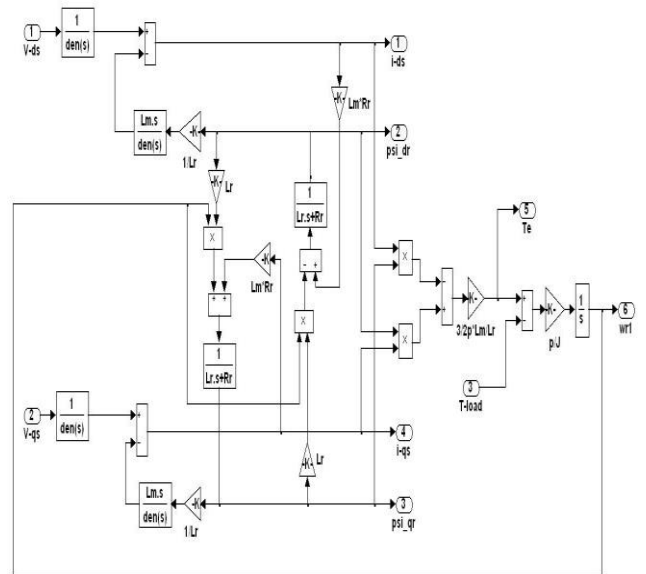 1
V-ds
1
den(s)
+
−
1
i-ds
-K-
Lm*Rr
Lm.s
den(s)
-K-
1/Lr
2
psi_dr
-K-
Lr
1
Lr.s+Rr
X
- +
-K
Lm*Rr
+ +
X
1
Lr.s+Rr
X
X
−
+
-K-
3/2p*Lm/Lr
5
Te
+
−
-K-
p/J
1
s
6
wr1
3
T-load
2
V-qs
1
den(s)
+
−
4
i-qs
-K-
Lr
Lm.s
den(s)
-K
1/Lr
3
psi_qr